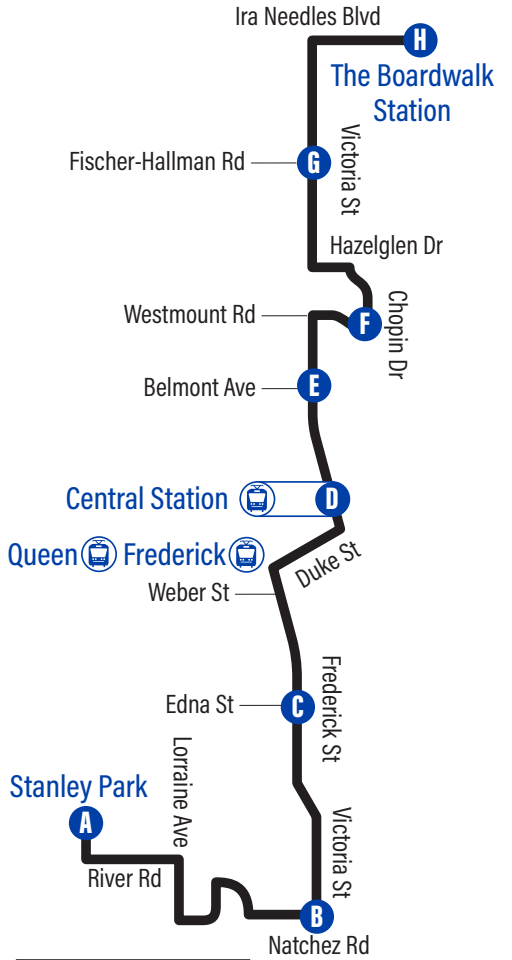 Ira Needles Blvd
H
The Boardwalk
Station
Victoria St
Fischer-Hallman Rd
G
Hazelglen Dr
Westmount Rd
F
Chopin Dr
Belmont Ave
E
Central Station
D
Queen
Frederick
Duke St
Weber St
Edna St
C
Frederick St
Lorraine Ave
Stanley Park
A
River Rd
Victoria St
B
Natchez Rd